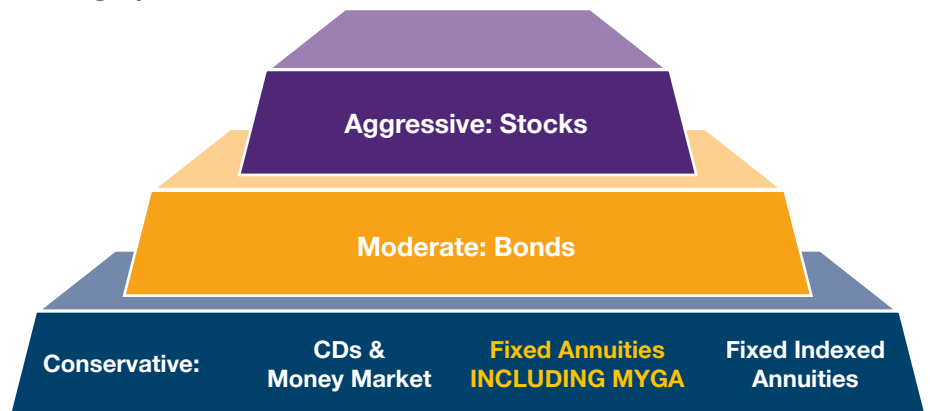 Aggressive: Stocks
Moderate: Bonds
Conservative:
CDs &
Money Market
Fixed Annuities
INCLUDING MYGA
Fixed Indexed
Annuities